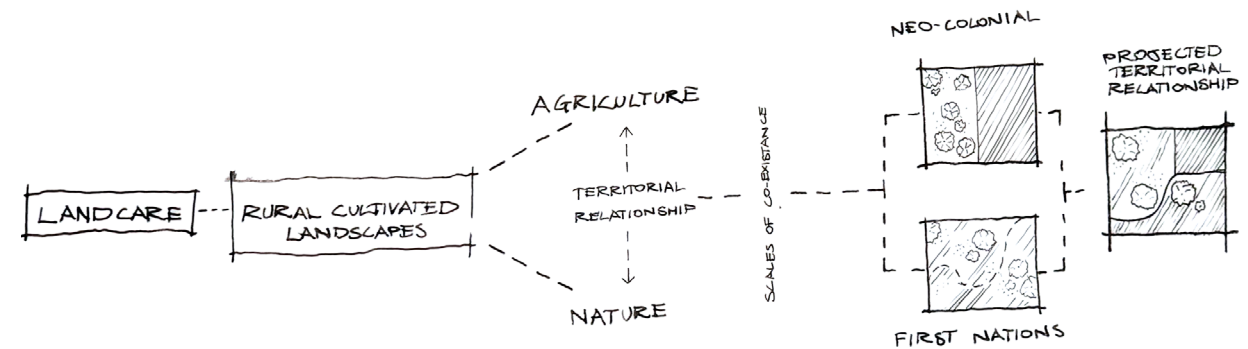 LANDCARE
RURAL CULTIVATED
LANDSCAPES
AGRICULTURE
TERRITORIAL
RELATIONSHIP
NATURE
SCALES OF CO-EXISTANCE
NEO-COLONIAL
FIRST NATIONS
PROJECTED
TERRITORIAL
RELATIONSHIP